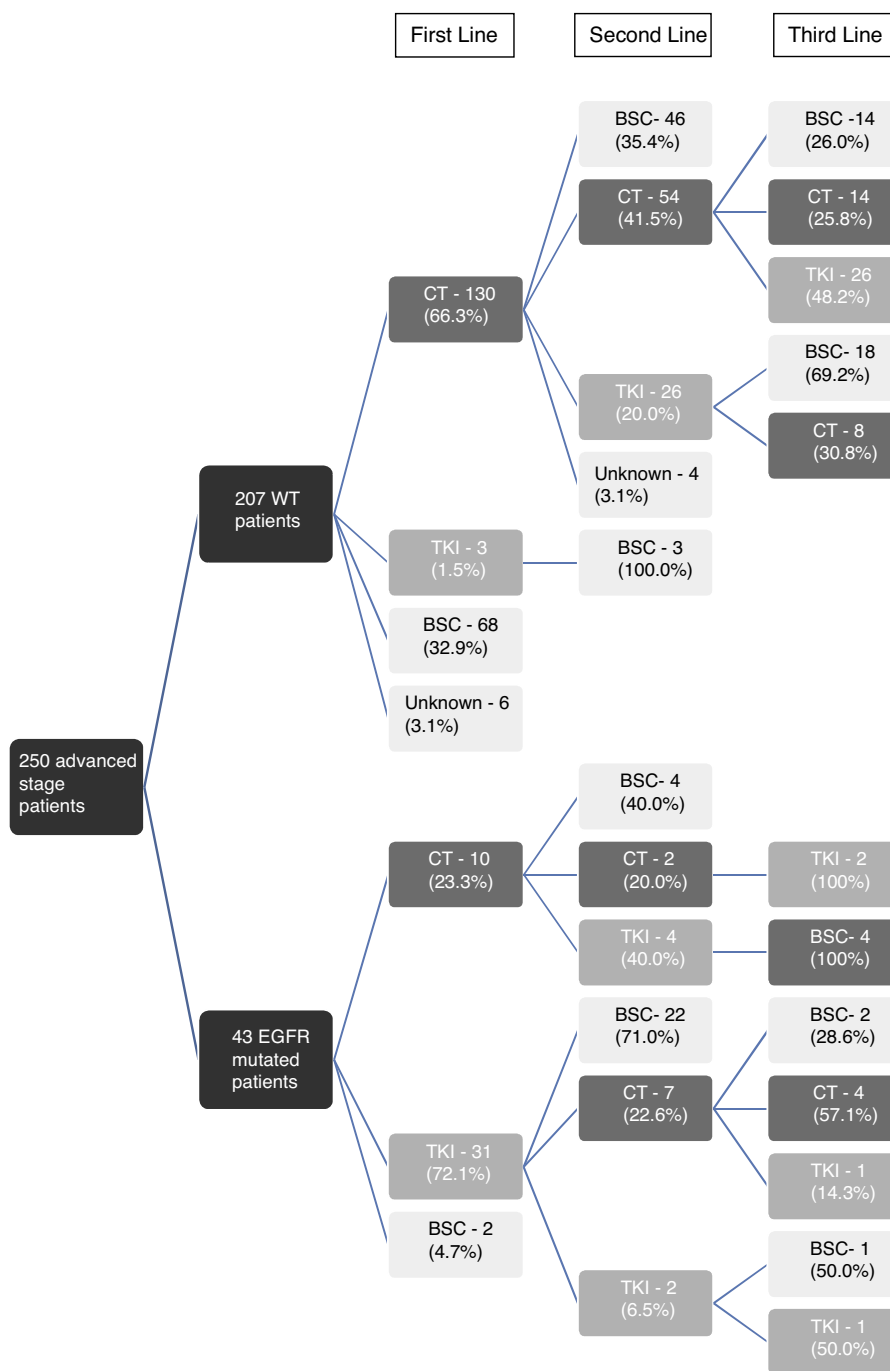 First Line
Second Line
Third Line
BSC- 46
(35.4%)
BSC -14
(26.0%)
CT - 54
(41.5%)
CT - 14
(25.8%)
TKI - 26
(48.2%)
CT - 130
(66.3%)
BSC- 18
(69.2%)
TKI - 26
(20.0%)
CT - 8
(30.8%)
Unknown - 4
(3.1%)
207 WT
patients
TKI - 3
(1.5%)
BSC - 3
(100.0%)
BSC - 68
(32.9%)
Unknown - 6
(3.1%)
250 advanced
stage
patients
BSC- 4
(40.0%)
CT - 10
(23.3%)
CT - 2
(20.0%)
TKI - 2
(100%)
TKI - 4
(40.0%)
BSC- 4
(100%)
43 EGFR
mutated
patients
BSC- 22
(71.0%)
BSC- 2
(28.6%)
CT - 7
(22.6%)
CT - 4
(57.1%)
TKI - 31
(72.1%)
TKI - 1
(14.3%)
BSC - 2
(4.7%)
BSC- 1
(50.0%)
TKI - 2
(6.5%)
TKI - 1
(50.0%)